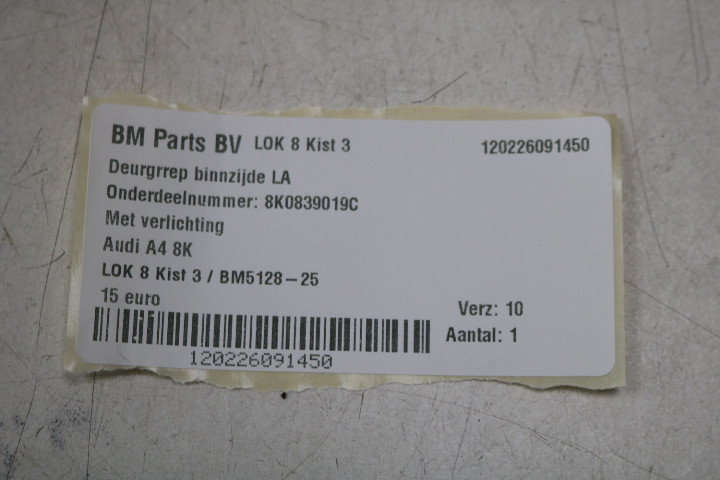 BM Parts BV LOK 8 Kist 3 120226091450
Deurgrrep binnzijde LA
Onderdeelnummer: 8K0839019C
Met verlichting
Audi A4 8K
LOK 8 Kist 3 / BM5128-25
15 euro Verz: 10
Aantal: 1
120226091450